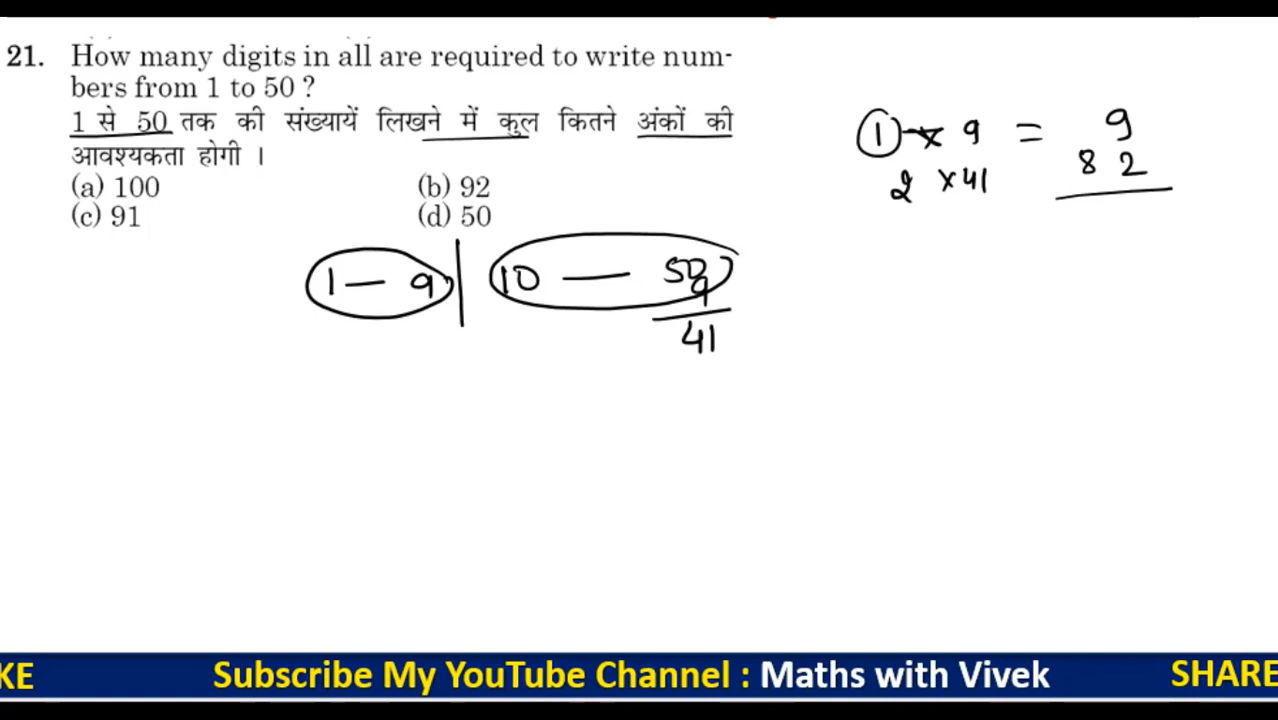 21. How many digits in all are required to write num-
bers from 1 to 50 ?
1 से 50 तक की संख्यायें लिखने में कुल कितने अंकों की
आवश्यकता होगी ।
(a) 100 (b) 92
(c) 91 (d) 50
1 × 9 = 9
2 × 41 82
1 — 9 | 10 — 50
9
41
KE Subscribe My YouTube Channel : Maths with Vivek SHARE